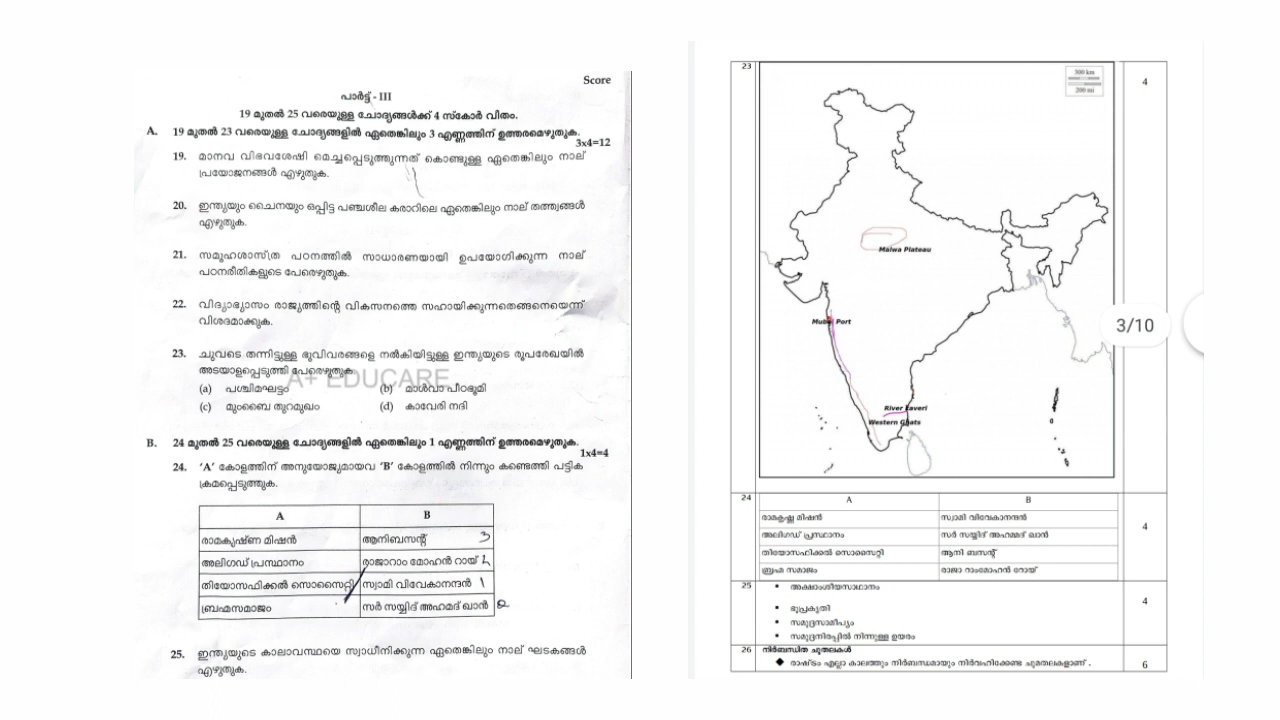 Score
പാർട്ട് - III
19 മുതൽ 25 വരെയുള്ള ചോദ്യങ്ങൾക്ക് 4 സ്കോർ വീതം.
A. 19 മുതൽ 23 വരെയുള്ള ചോദ്യങ്ങളിൽ ഏതെങ്കിലും 3 എണ്ണത്തിന് ഉത്തരമെഴുതുക.
3x4=12
19. മാനവ വിഭവശേഷി മെച്ചപ്പെടുത്തുന്നത് കൊണ്ടുള്ള ഏതെങ്കിലും നാല്
പ്രയോജനങ്ങൾ എഴുതുക.
20. ഇന്ത്യയും ചൈനയും ഒപ്പിട്ട പഞ്ചശീല കരാറിലെ ഏതെങ്കിലും നാല് തത്ത്വങ്ങൾ
എഴുതുക.
21. സമൂഹശാസ്ത്ര പഠനത്തിൽ സാധാരണയായി ഉപയോഗിക്കുന്ന നാല്
പഠനരീതികളുടെ പേരെഴുതുക.
22. വിദ്യാഭ്യാസം രാജ്യത്തിന്റെ വികസനത്തെ സഹായിക്കുന്നതെങ്ങനെയെന്ന്
വിശദമാക്കുക.
23. ചുവടെ തന്നിട്ടുള്ള ഭൂവിവരങ്ങളെ നൽകിയിട്ടുള്ള ഇന്ത്യയുടെ രൂപരേഖയിൽ
അടയാളപ്പെടുത്തി പേരെഴുതുക.
A+ EDUCARE
(a) പശ്ചിമഘട്ടം (b) മാൾവാ പീഠഭൂമി
(c) മുംബൈ തുറമുഖം (d) കാവേരി നദി
B. 24 മുതൽ 25 വരെയുള്ള ചോദ്യങ്ങളിൽ ഏതെങ്കിലും 1 എണ്ണത്തിന് ഉത്തരമെഴുതുക.
1x4=4
24. 'A' കോളത്തിന് അനുയോജ്യമായവ 'B' കോളത്തിൽ നിന്നും കണ്ടെത്തി പട്ടിക
ക്രമപ്പെടുത്തുക.
A B
രാമകൃഷ്ണ മിഷൻ ആനിബസന്റ് 3
അലിഗഡ് പ്രസ്ഥാനം രാജാറാം മോഹൻ റായ്
തിയോസഫിക്കൽ സൊസൈറ്റി സ്വാമി വിവേകാനന്ദൻ 1
ബ്രഹ്മസമാജം സർ സയ്യിദ് അഹമദ് ഖാൻ 2
25. ഇന്ത്യയുടെ കാലാവസ്ഥയെ സ്വാധീനിക്കുന്ന ഏതെങ്കിലും നാല് ഘടകങ്ങൾ
എഴുതുക.
23 4
300 km
200 mi
Malwa Plateau
Port
3/10
River Kaveri
Western Ghats
24 A B 4
രാമകൃഷ്ണ മിഷൻ സ്വാമി വിവേകാനന്ദൻ
അലിഗഡ് പ്രസ്ഥാനം സർ സയ്യിദ് അഹമ്മദ് ഖാൻ
തിയോസഫിക്കൽ സൊസൈറ്റി ആനി ബസന്റ്
ബ്രഹ്മ സമാജം രാജാ റാംമോഹൻ റോയ്
25 ▪ അക്ഷാംശീയസ്ഥാനം 4
▪ ഭൂപ്രകൃതി
▪ സമുദ്രസാമീപ്യം
▪ സമുദ്രനിരപ്പിൽ നിന്നുള്ള ഉയരം
26 നിർബന്ധിത ചുമതലകൾ 6
◆ രാഷ്ടം എല്ലാ കാലത്തും നിർബന്ധമായും നിർവഹിക്കേണ്ട ചുമതലകളാണ് .